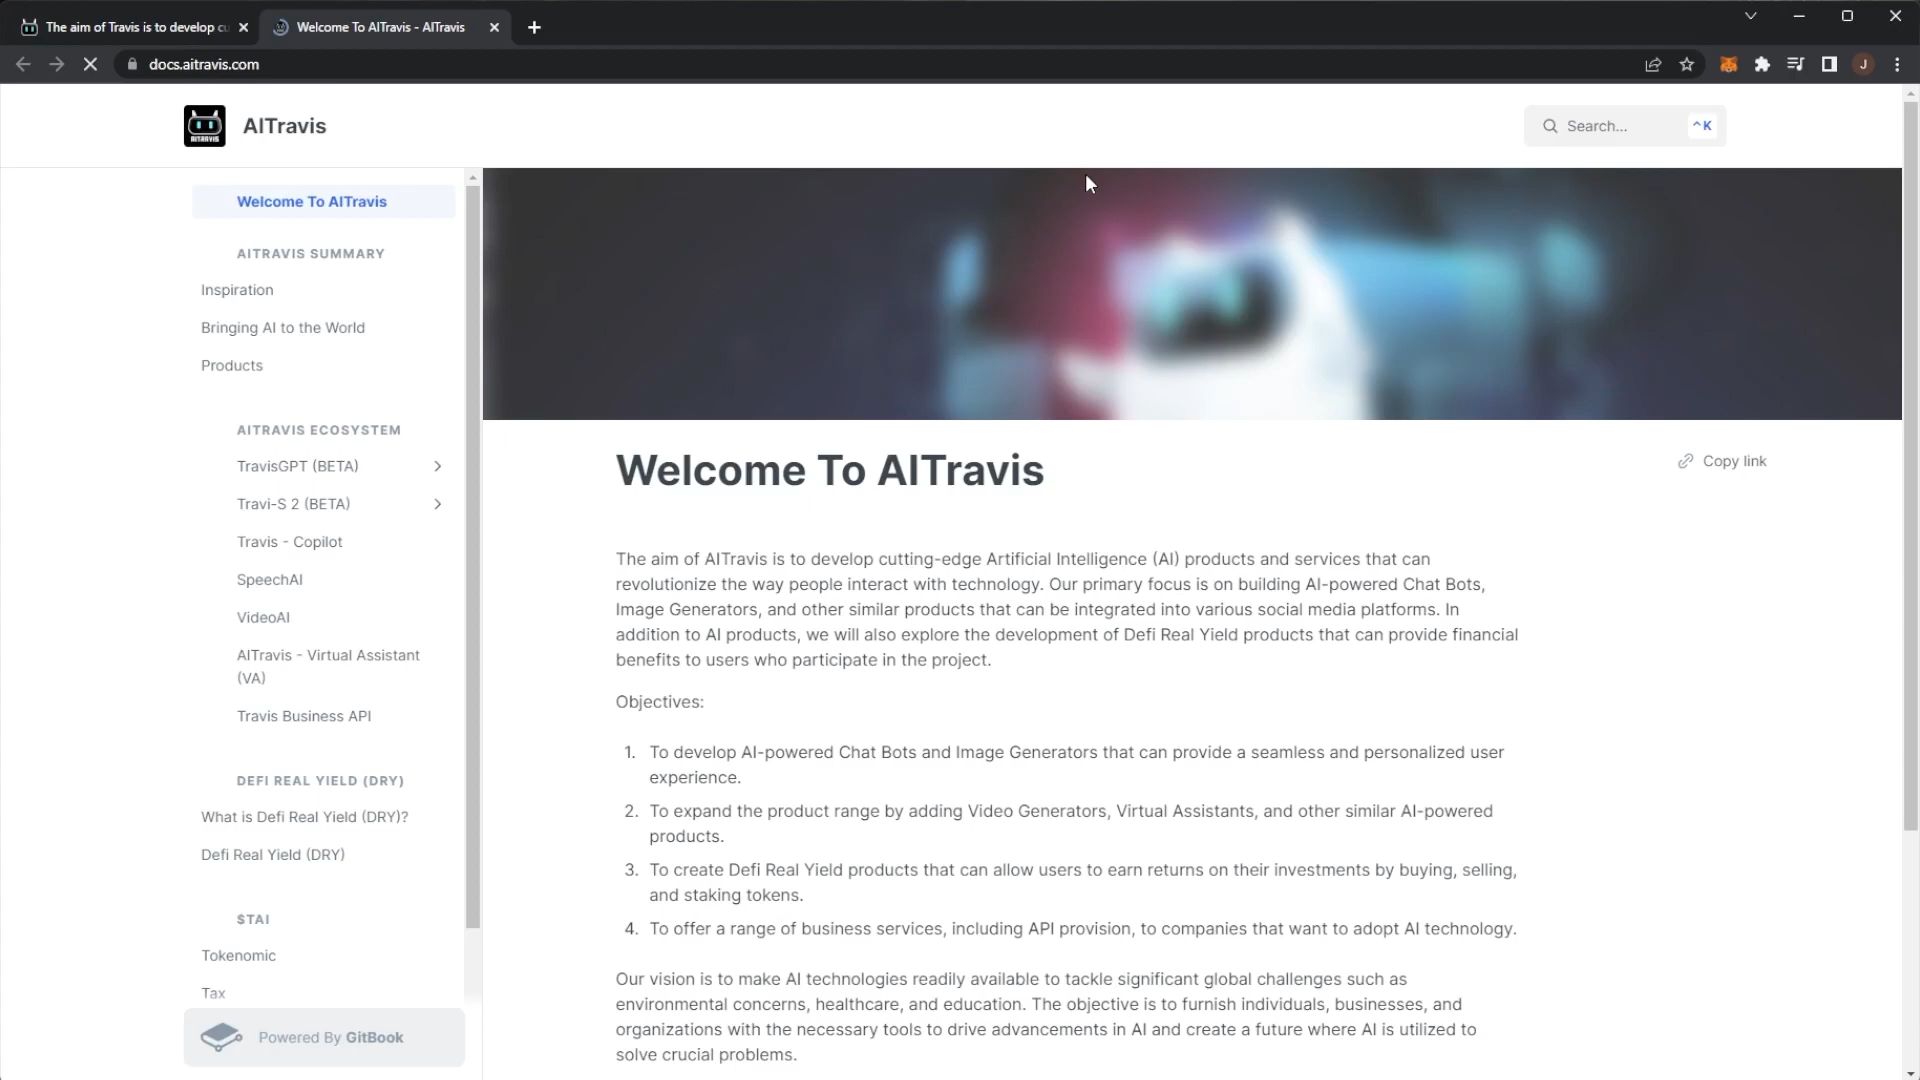 The aim of Travis is to develop cu
Welcome To AITravis - AITravis
docs.aitravis.com
J
AITRAVIS
AITravis
Search...
^K
Welcome To AITravis
AITRAVIS SUMMARY
Inspiration
Bringing AI to the World
Products
AITRAVIS ECOSYSTEM
TravisGPT (BETA)
Travi-S 2 (BETA)
Travis - Copilot
SpeechAI
VideoAI
AITravis - Virtual Assistant
(VA)
Travis Business API
DEFI REAL YIELD (DRY)
What is Defi Real Yield (DRY)?
Defi Real Yield (DRY)
$TAI
Tokenomic
Tax
Powered By GitBook
Welcome To AITravis
Copy link
The aim of AITravis is to develop cutting-edge Artificial Intelligence (AI) products and services that can
revolutionize the way people interact with technology. Our primary focus is on building AI-powered Chat Bots,
Image Generators, and other similar products that can be integrated into various social media platforms. In
addition to AI products, we will also explore the development of Defi Real Yield products that can provide financial
benefits to users who participate in the project.
Objectives:
1. To develop AI-powered Chat Bots and Image Generators that can provide a seamless and personalized user
experience.
2. To expand the product range by adding Video Generators, Virtual Assistants, and other similar AI-powered
products.
3. To create Defi Real Yield products that can allow users to earn returns on their investments by buying, selling,
and staking tokens.
4. To offer a range of business services, including API provision, to companies that want to adopt AI technology.
Our vision is to make AI technologies readily available to tackle significant global challenges such as
environmental concerns, healthcare, and education. The objective is to furnish individuals, businesses, and
organizations with the necessary tools to drive advancements in AI and create a future where AI is utilized to
solve crucial problems.